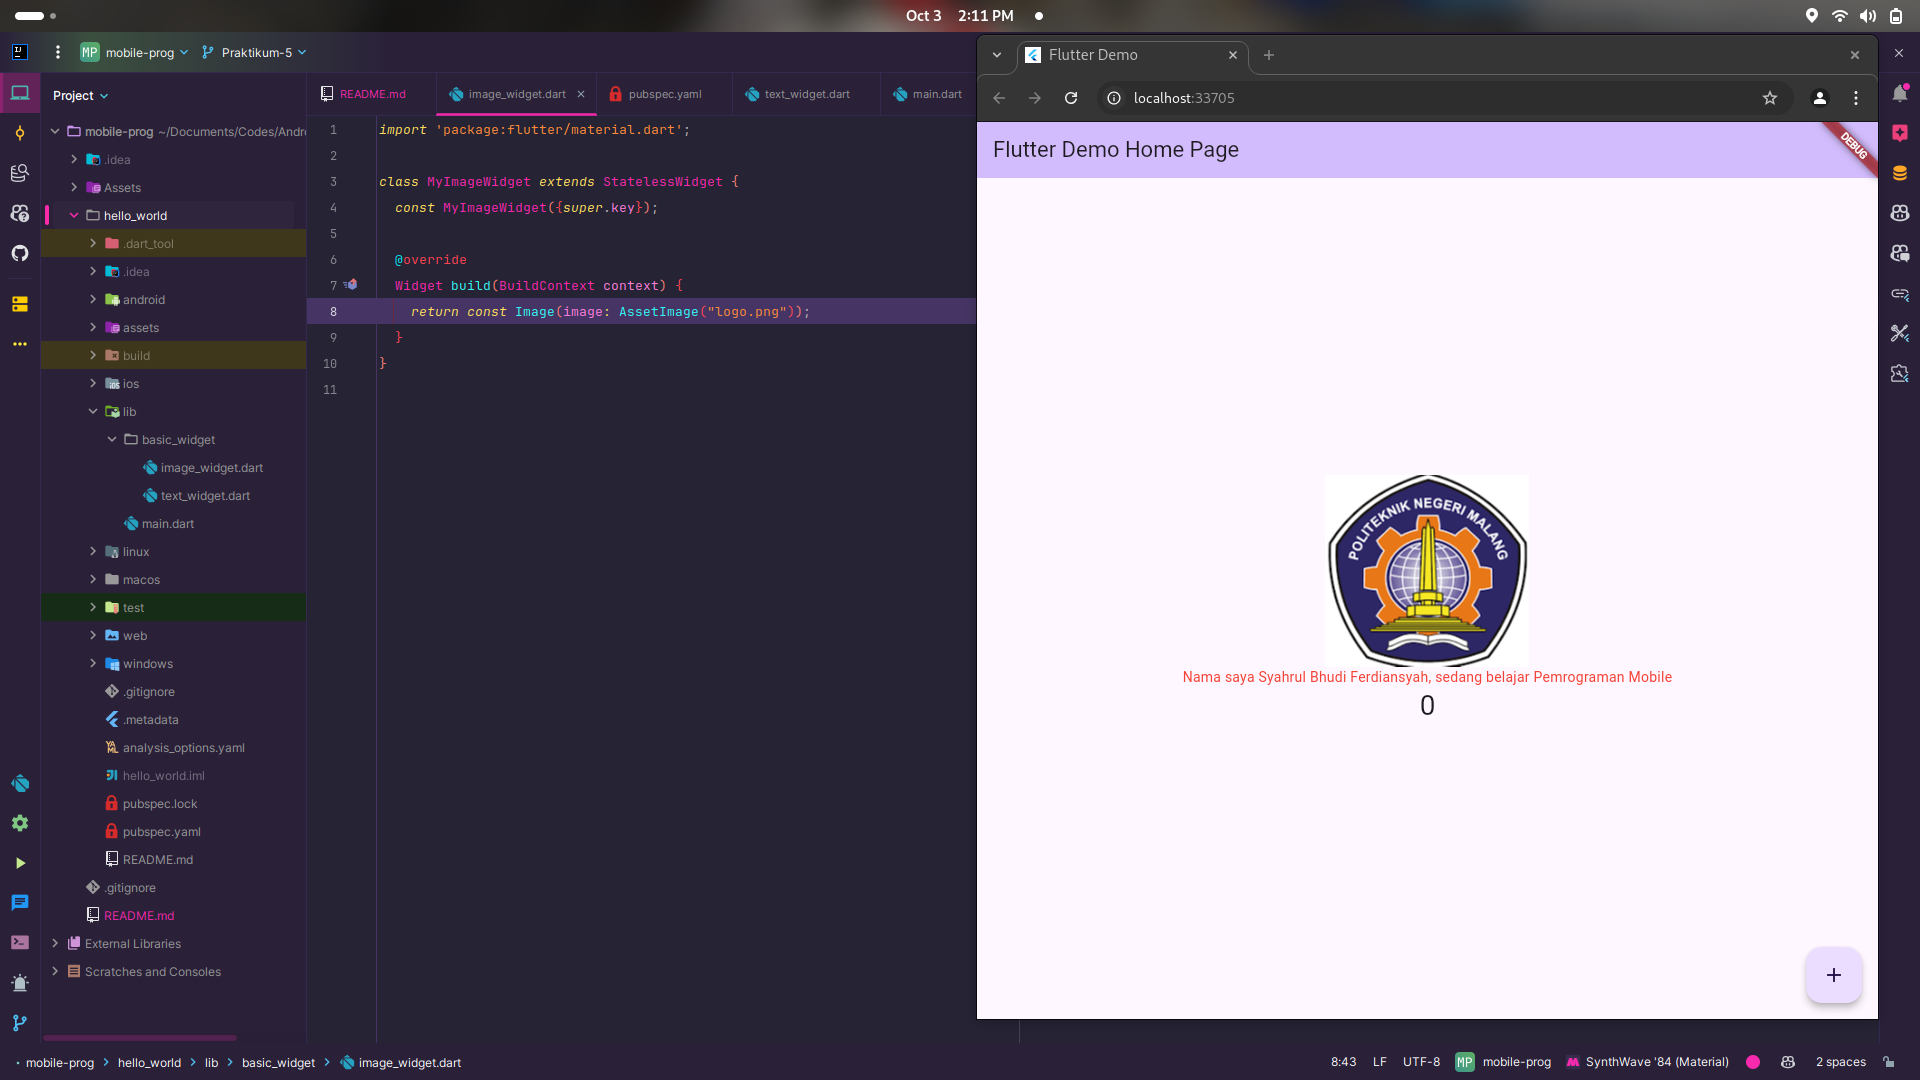 Oct 3 2:11 PM
MP mobile-prog Praktikum-5
Project
mobile-prog ~/Documents/Codes/Andro
.idea
Assets
hello_world
.dart_tool
.idea
android
assets
build
ios
lib
basic_widget
image_widget.dart
text_widget.dart
main.dart
linux
macos
test
web
windows
.gitignore
.metadata
analysis_options.yaml
hello_world.iml
pubspec.lock
pubspec.yaml
README.md
.gitignore
README.md
External Libraries
Scratches and Consoles
README.md image_widget.dart pubspec.yaml text_widget.dart main.dart
1 import 'package:flutter/material.dart';
2
3 class MyImageWidget extends StatelessWidget {
4 const MyImageWidget({super.key});
5
6 @override
7 Widget build(BuildContext context) {
8 return const Image(image: AssetImage("logo.png"));
9 }
10 }
11
Flutter Demo
localhost:33705
Flutter Demo Home Page
DEBUG
POLITEKNIK NEGERI MALANG
Nama saya Syahrul Bhudi Ferdiansyah, sedang belajar Pemrograman Mobile
0
+
mobile-prog > hello_world > lib > basic_widget > image_widget.dart
8:43 LF UTF-8 MP mobile-prog SynthWave '84 (Material) 2 spaces